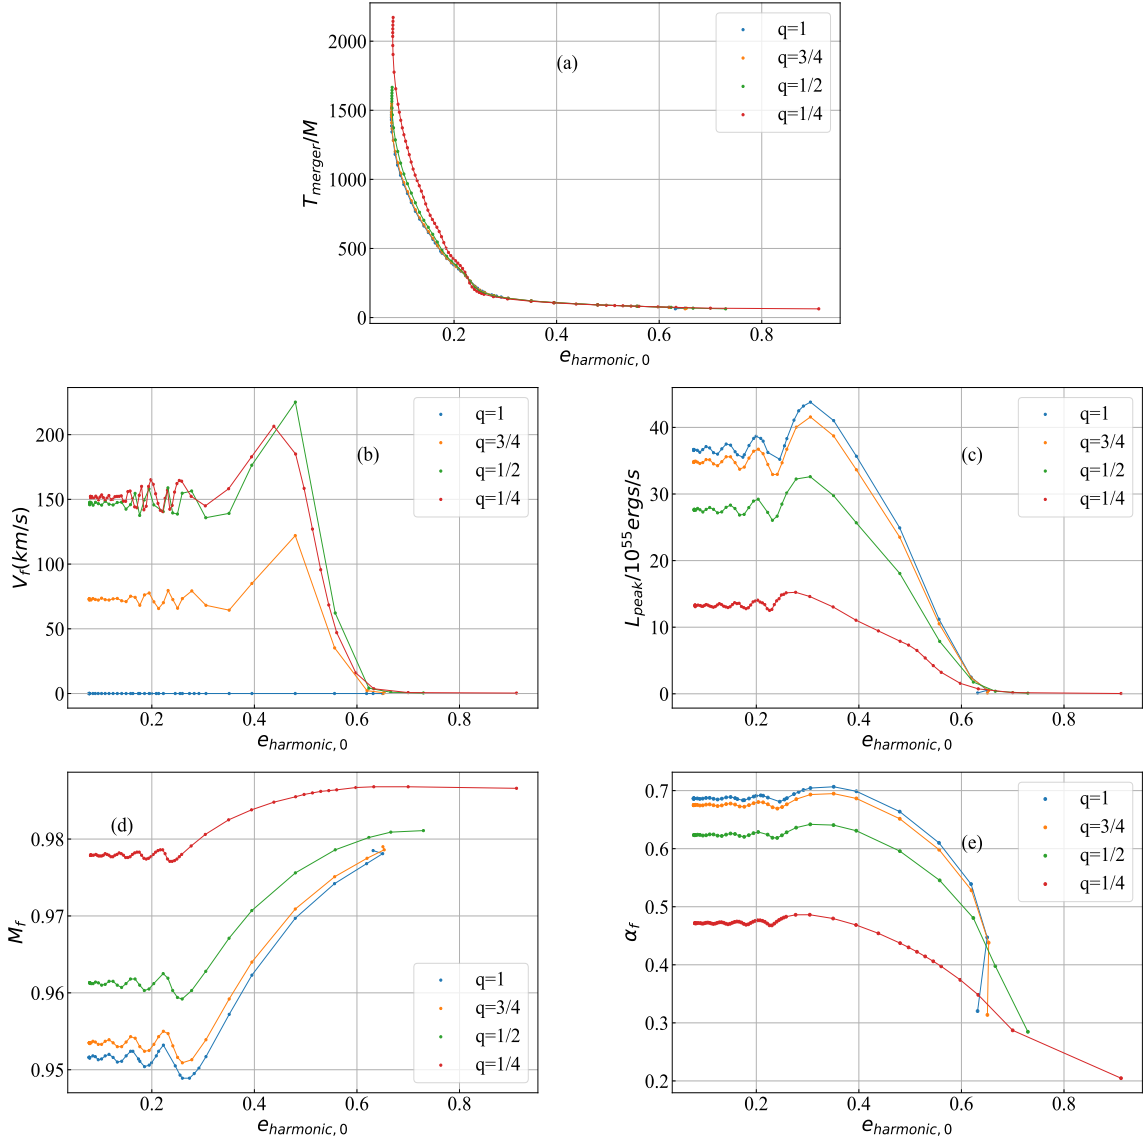 2000
1500
1000
500
0
T_merger/M
(a)
q=1
q=3/4
q=1/2
q=1/4
0.2
0.4
0.6
0.8
e_harmonic,0
200
150
100
50
0
V_f(km/s)
(b)
q=1
q=3/4
q=1/2
q=1/4
0.2
0.4
0.6
0.8
e_harmonic,0
40
30
20
10
0
L_peak/10^55ergs/s
(c)
q=1
q=3/4
q=1/2
q=1/4
0.2
0.4
0.6
0.8
e_harmonic,0
0.98
0.97
0.96
0.95
M_f
(d)
q=1
q=3/4
q=1/2
q=1/4
0.2
0.4
0.6
0.8
e_harmonic,0
0.7
0.6
0.5
0.4
0.3
0.2
α_f
(e)
q=1
q=3/4
q=1/2
q=1/4
0.2
0.4
0.6
0.8
e_harmonic,0